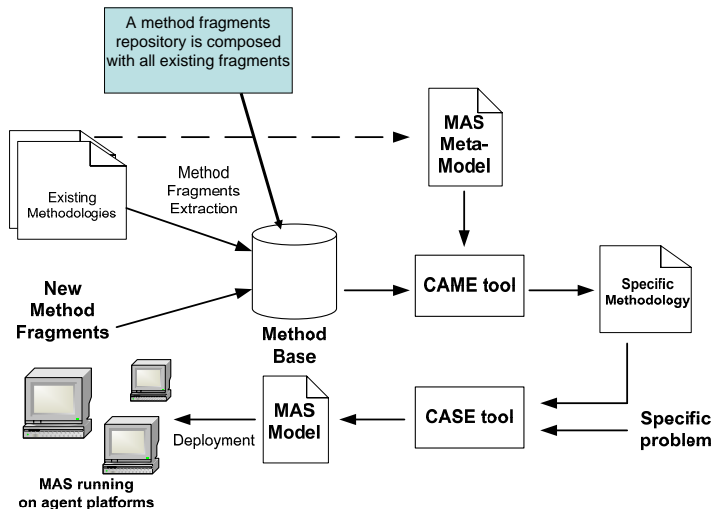 A method fragments
repository is composed
with all existing fragments
MAS
Meta-
Model
Method
Fragments
Extraction
Existing
Methodologies
CAME tool
Specific
Methodology
New
Method
Fragments
Method
Base
MAS
Model
CASE tool
Specific
problem
Deployment
MAS running
on agent platforms